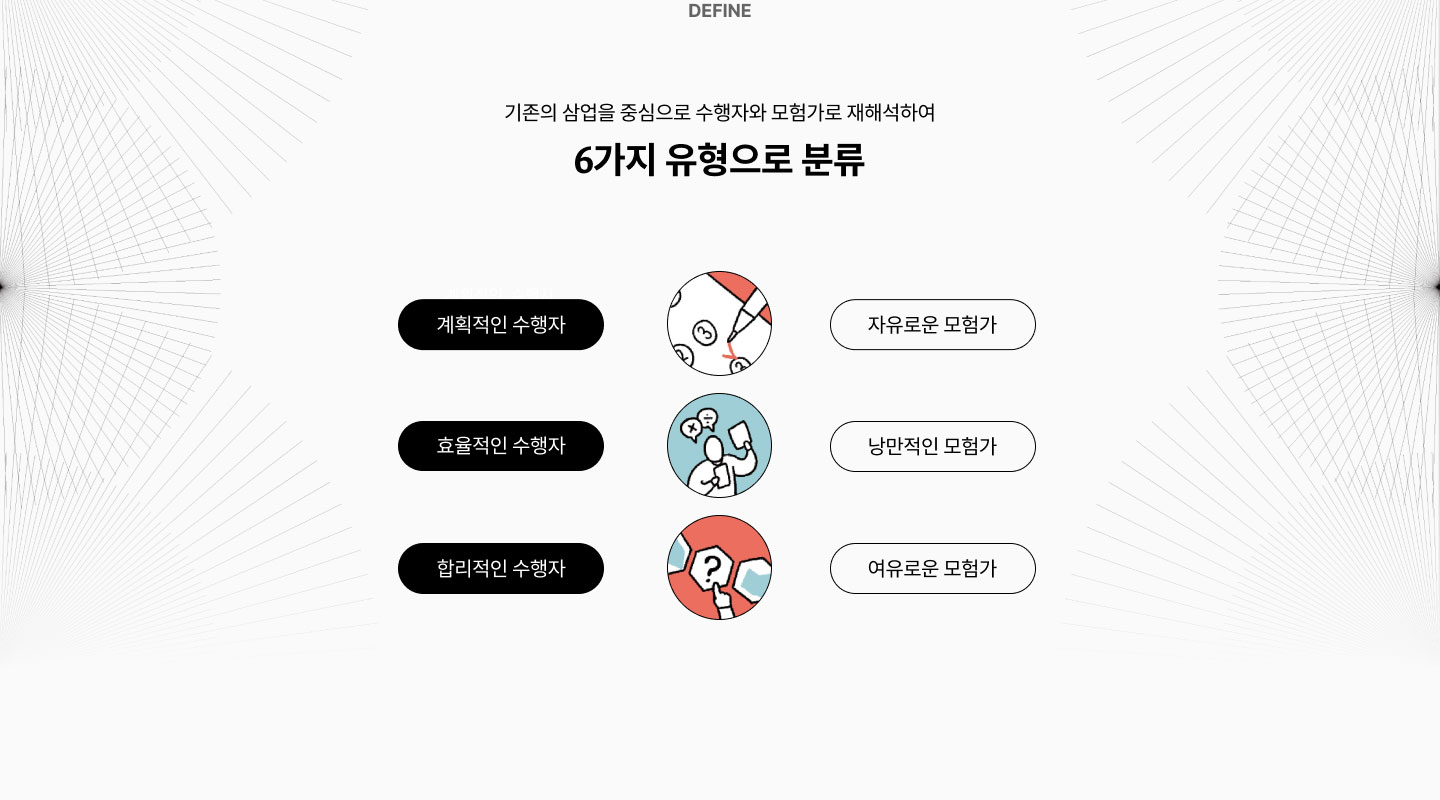 DEFINE
기존의 삼업을 중심으로 수행자와 모험가로 재해석하여
6가지 유형으로 분류
계획적인 수행자
3
?
자유로운 모험가
효율적인 수행자
낭만적인 모험가
합리적인 수행자
여유로운 모험가